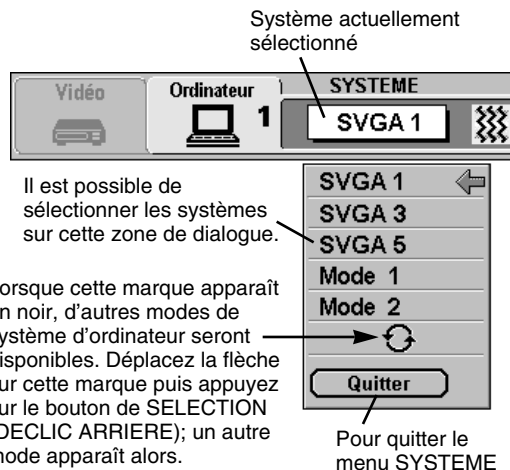 Système actuellement
sélectionné
Vidéo
Ordinateur
1
SYSTEME
SVGA 1
Il est possible de
sélectionner les systèmes
sur cette zone de dialogue.
SVGA 1
SVGA 3
SVGA 5
Mode 1
Mode 2
Quitter
orsque cette marque apparaît
n noir, d'autres modes de
ystème d'ordinateur seront
isponibles. Déplacez la flèche
ur cette marque puis appuyez
ur le bouton de SELECTION
DECLIC ARRIERE); un autre
mode apparaît alors.
Pour quitter le
menu SYSTEME